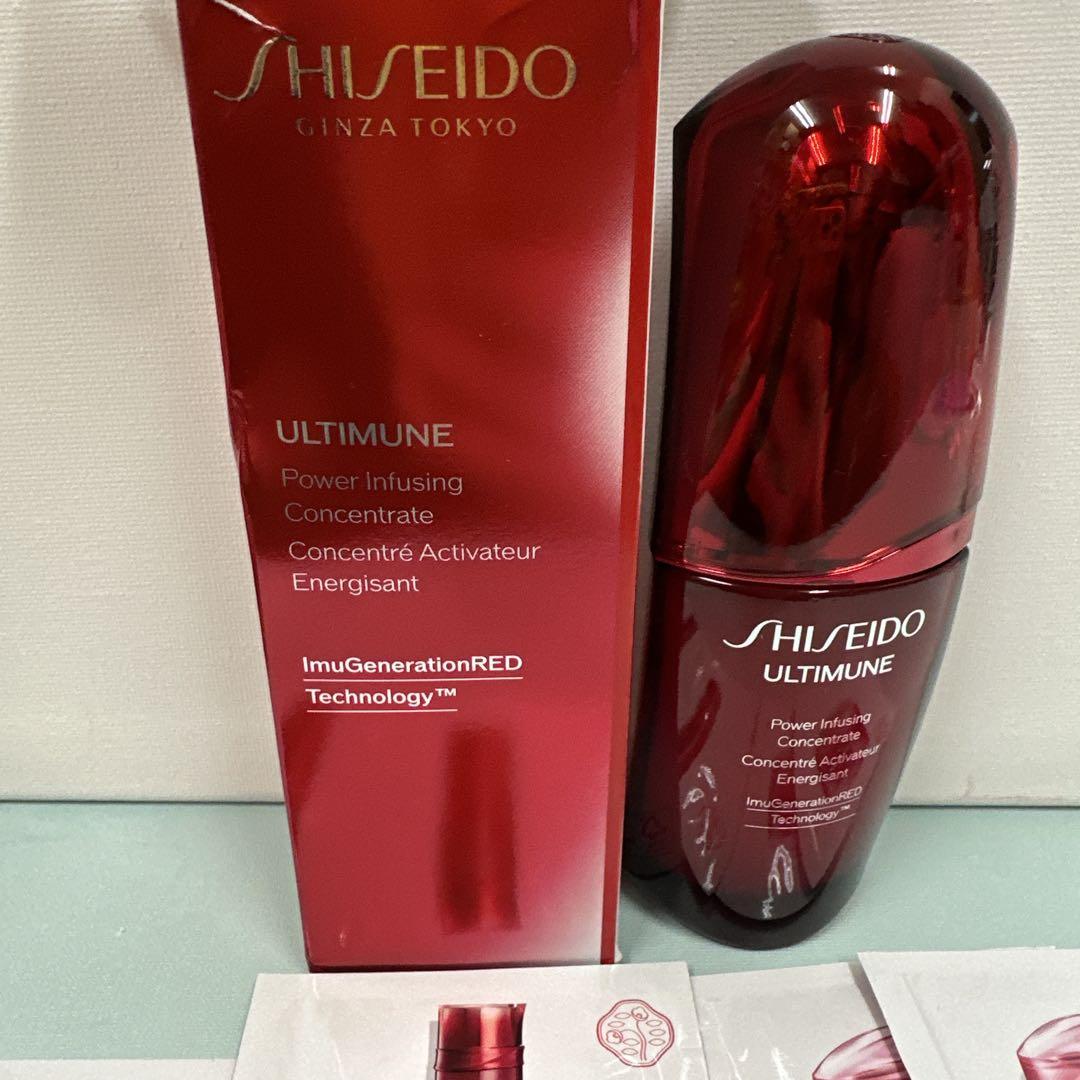 SHISEIDO
GINZA TOKYO
ULTIMUNE
Power Infusing
Concentrate
Concentré Activateur
Energisant
ImuGenerationRED
Technology™
SHISEIDO
ULTIMUNE
Power Infusing
Concentrate
Concentré Activateur
Energisant
ImuGenerationRED
Technology™